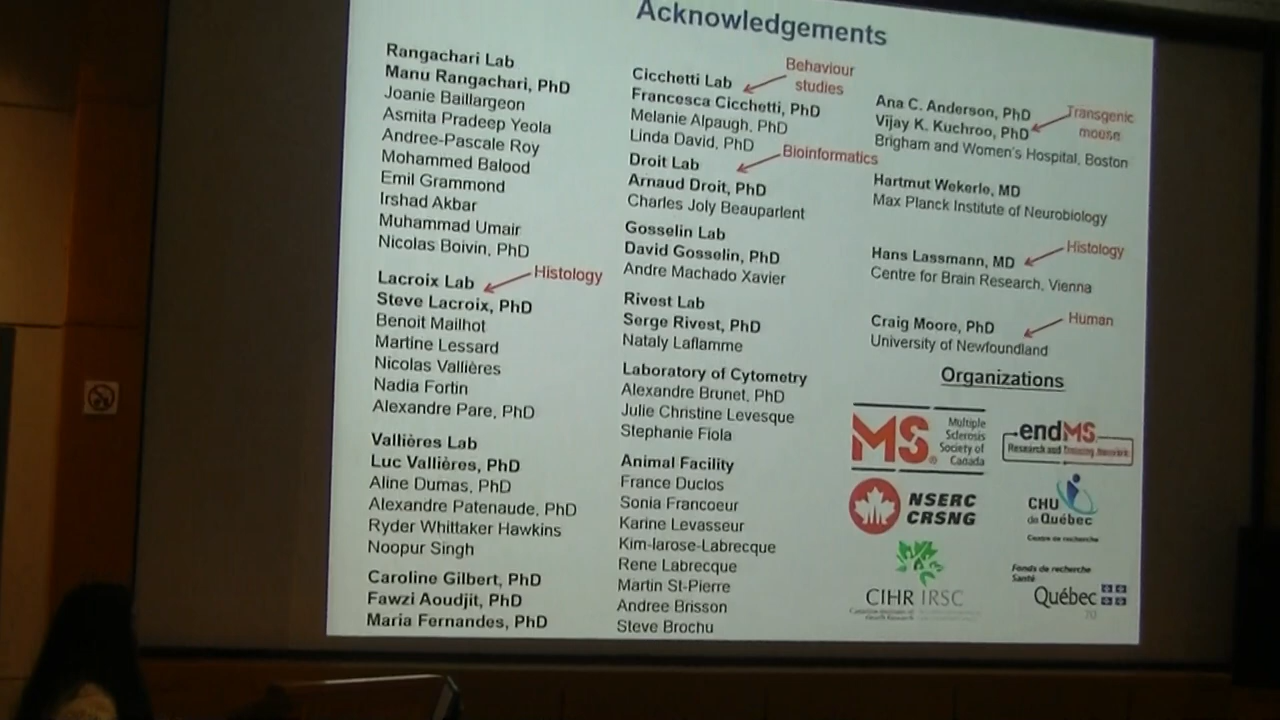 Acknowledgements
Rangachari Lab
Manu Rangachari, PhD
Joanie Baillargeon
Asmita Pradeep Yeola
Andree-Pascale Roy
Mohammed Balood
Emil Grammond
Irshad Akbar
Muhammad Umair
Nicolas Boivin, PhD
Lacroix Lab
Histology
Steve Lacroix, PhD
Benoit Mailhot
Martine Lessard
Nicolas Vallières
Nadia Fortin
Alexandre Pare, PhD
Vallières Lab
Luc Vallières, PhD
Aline Dumas, PhD
Alexandre Patenaude, PhD
Ryder Whittaker Hawkins
Noopur Singh
Caroline Gilbert, PhD
Fawzi Aoudjit, PhD
Maria Fernandes, PhD
Cicchetti Lab
Behaviour
studies
Francesca Cicchetti, PhD
Melanie Alpaugh, PhD
Linda David, PhD
Droit Lab
Bioinformatics
Arnaud Droit, PhD
Charles Joly Beauparlent
Gosselin Lab
David Gosselin, PhD
Andre Machado Xavier
Rivest Lab
Serge Rivest, PhD
Nataly Laflamme
Laboratory of Cytometry
Alexandre Brunet, PhD
Julie Christine Levesque
Stephanie Fiola
Animal Facility
France Duclos
Sonia Francoeur
Karine Levasseur
Kim-larose-Labrecque
Rene Labrecque
Martin St-Pierre
Andree Brisson
Steve Brochu
Ana C. Anderson, PhD
Vijay K. Kuchroo, PhD
Transgenic
mouse
Brigham and Women's Hospital, Boston
Hartmut Wekerle, MD
Max Planck Institute of Neurobiology
Hans Lassmann, MD
Histology
Centre for Brain Research, Vienna
Craig Moore, PhD
Human
University of Newfoundland
Organizations
MS
Multiple
Sclerosis
Society of
Canada
endMS
Research and Training Network
NSERC
CRSNG
CHU
de Québec
Centre de recherche
CIHR IRSC
Fonds de recherche
Santé
Québec
70